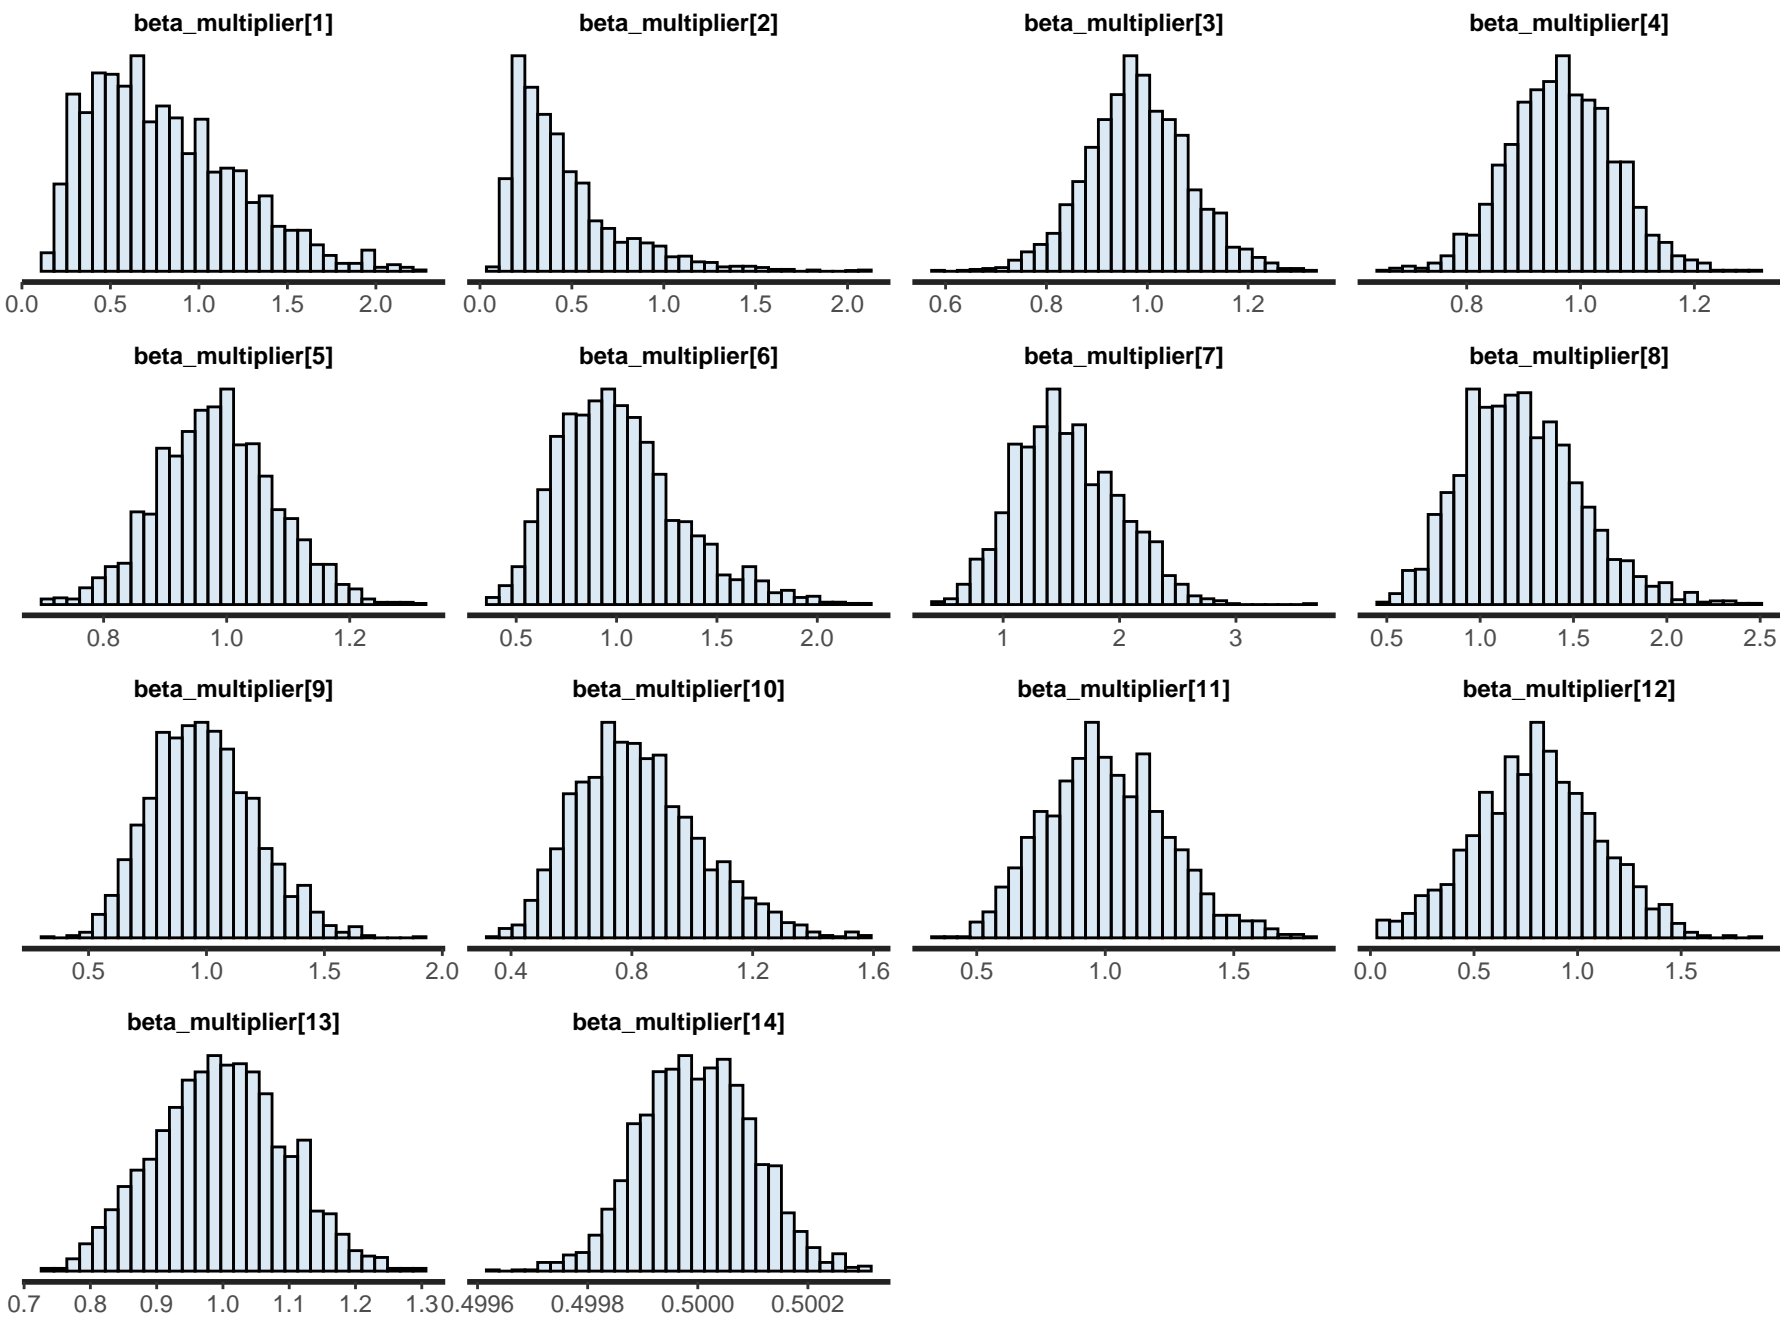 beta_multiplier[1] beta_multiplier[2] beta_multiplier[3] beta_multiplier[4]
0.0 0.5 1.0 1.5 2.0 0.0 0.5 1.0 1.5 2.0 0.6 0.8 1.0 1.2 0.8 1.0 1.2
beta_multiplier[5] beta_multiplier[6] beta_multiplier[7] beta_multiplier[8]
0.8 1.0 1.2 0.5 1.0 1.5 2.0 1 2 3 0.5 1.0 1.5 2.0 2.5
beta_multiplier[9] beta_multiplier[10] beta_multiplier[11] beta_multiplier[12]
0.5 1.0 1.5 2.0 0.4 0.8 1.2 1.6 0.5 1.0 1.5 0.0 0.5 1.0 1.5
beta_multiplier[13] beta_multiplier[14]
0.7 0.8 0.9 1.0 1.1 1.2 1.3 0.4996 0.4998 0.5000 0.5002